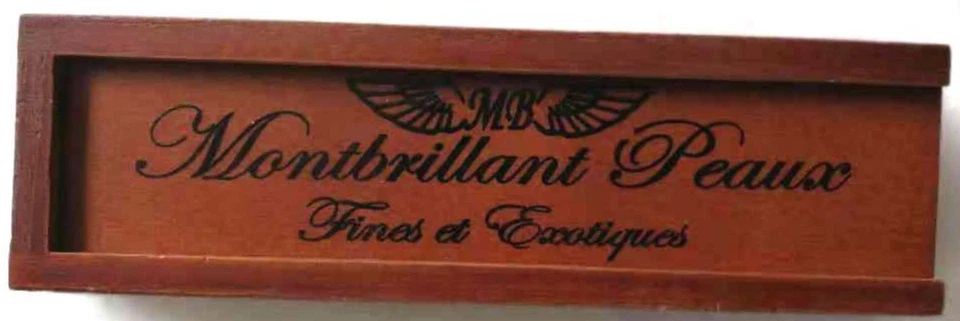 MB
Montbrillant Peaux
Fines et Exotiques